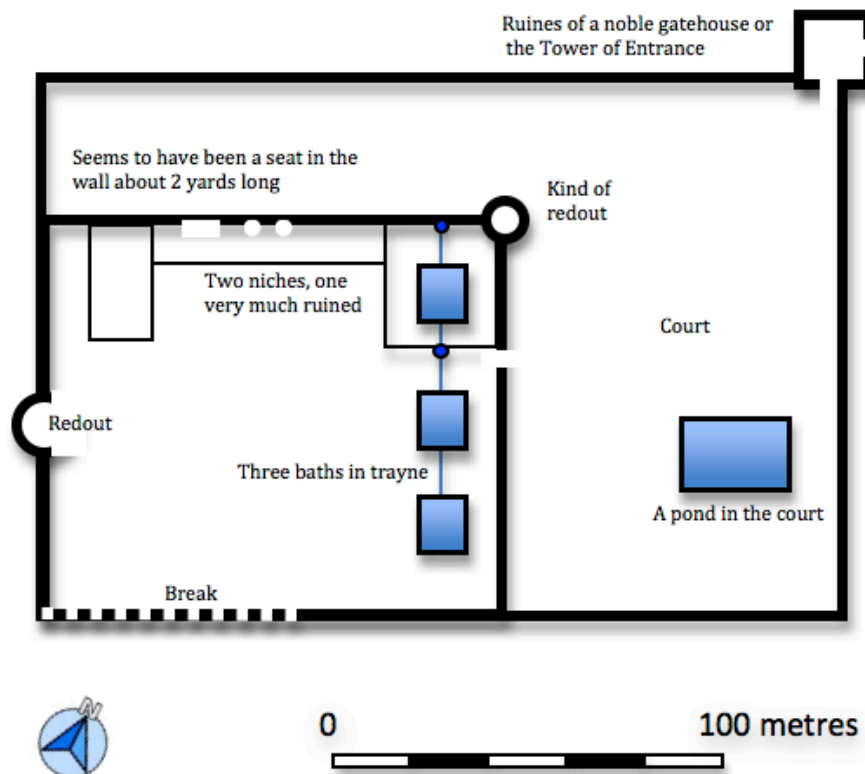 Ruines of a noble gatehouse or
the Tower of Entrance
Seems to have been a seat in the
wall about 2 yards long
Kind of
redout
Two niches, one
very much ruined
Court
Redout
Three baths in trayne
A pond in the court
Break
N
0
100 metres